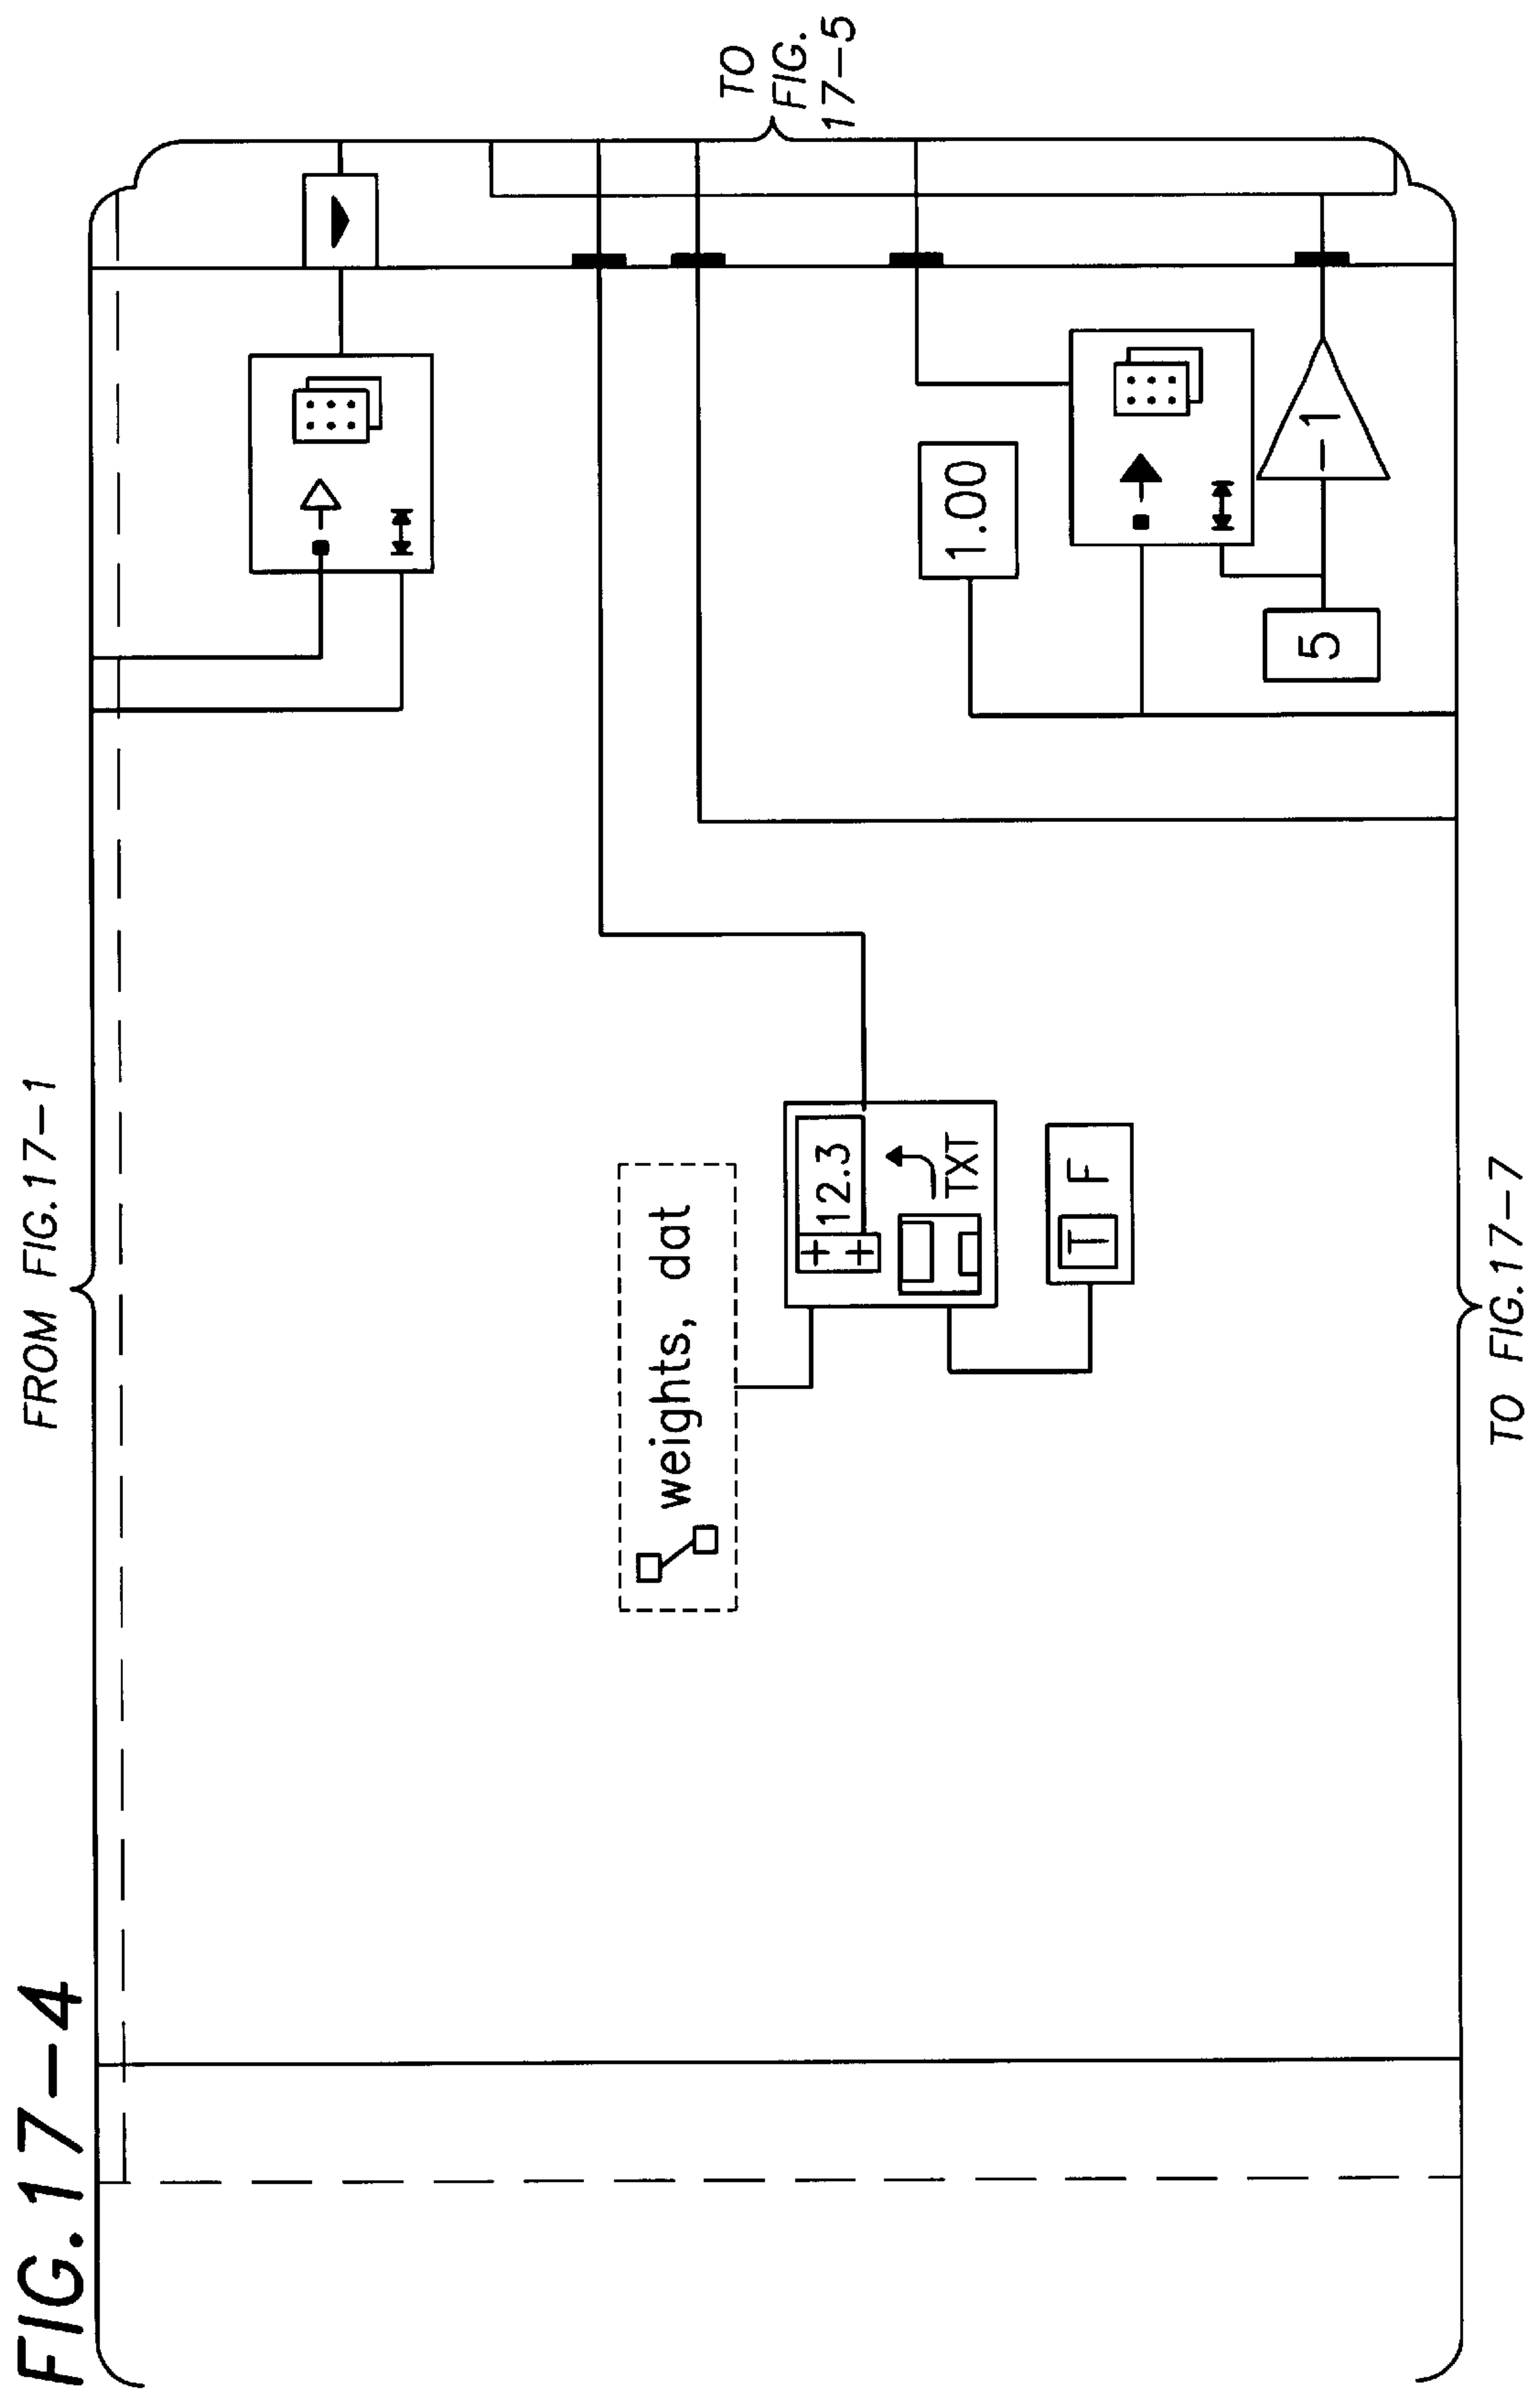 FIG.17-4
FROM FIG.17-1
TO
FIG.
17-5
weights, dat
12.3
TXT
T F
1.00
-1
5
TO FIG.17-7